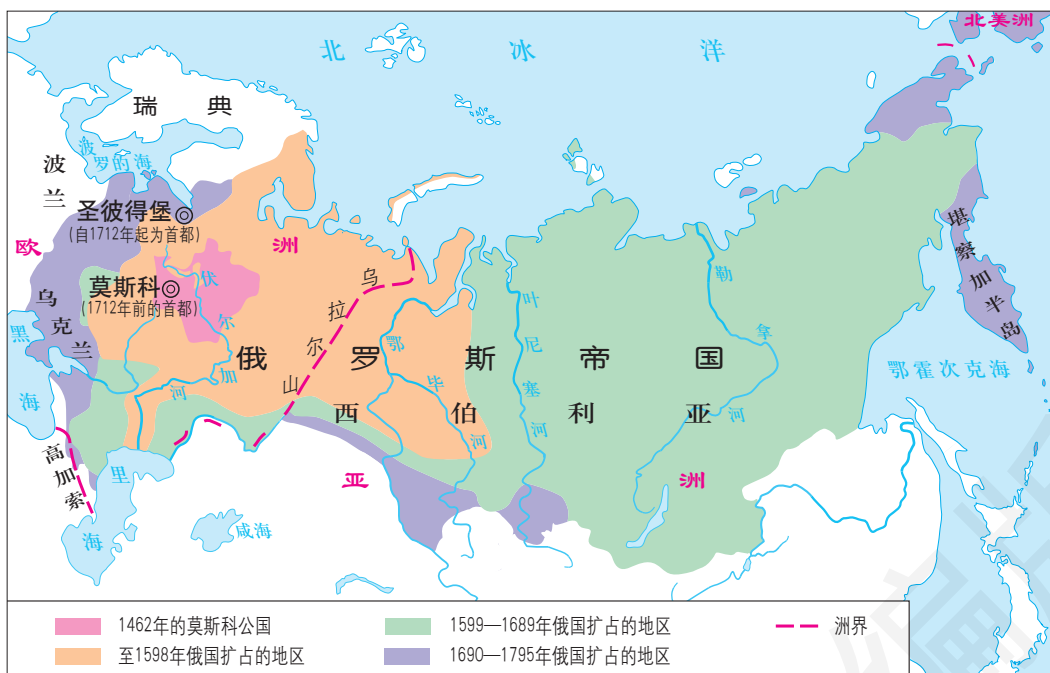 北美洲
北冰洋
瑞典
波罗的海
波兰
圣彼得堡
(自1712年起为首都)
欧洲
莫斯科
(1712年前的首都)
乌克兰
黑海
伏尔加河
乌拉尔山
鄂毕河
叶尼塞河
勒拿河
堪察加半岛
鄂霍次克海
俄罗斯帝国
西伯利亚
亚洲
高加索
里海
咸海
1462年的莫斯科公国
至1598年俄国扩占的地区
1599—1689年俄国扩占的地区
1690—1795年俄国扩占的地区
洲界